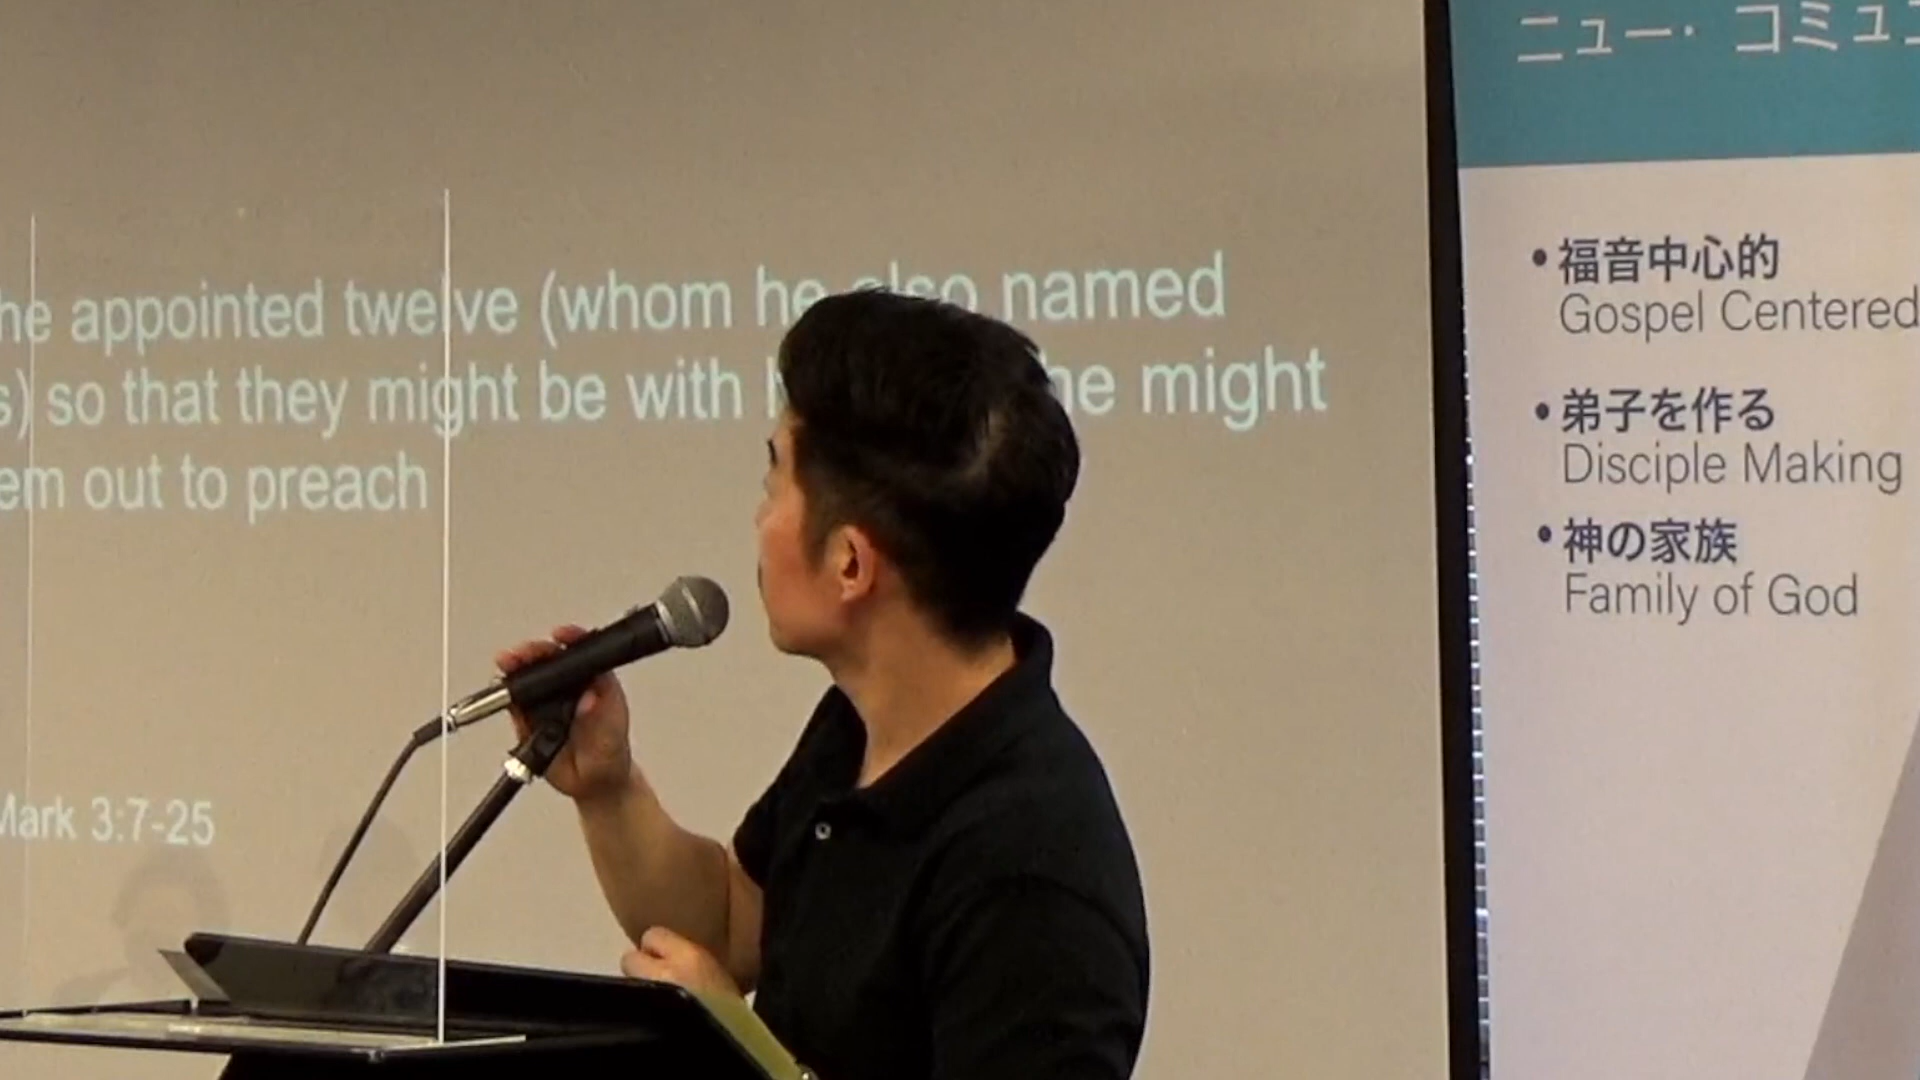 he appointed twelve (whom he also named
s) so that they might be with he might
em out to preach
Mark 3:7-25
ニュー・コミュ
•福音中心的
Gospel Centered
•弟子を作る
Disciple Making
•神の家族
Family of God